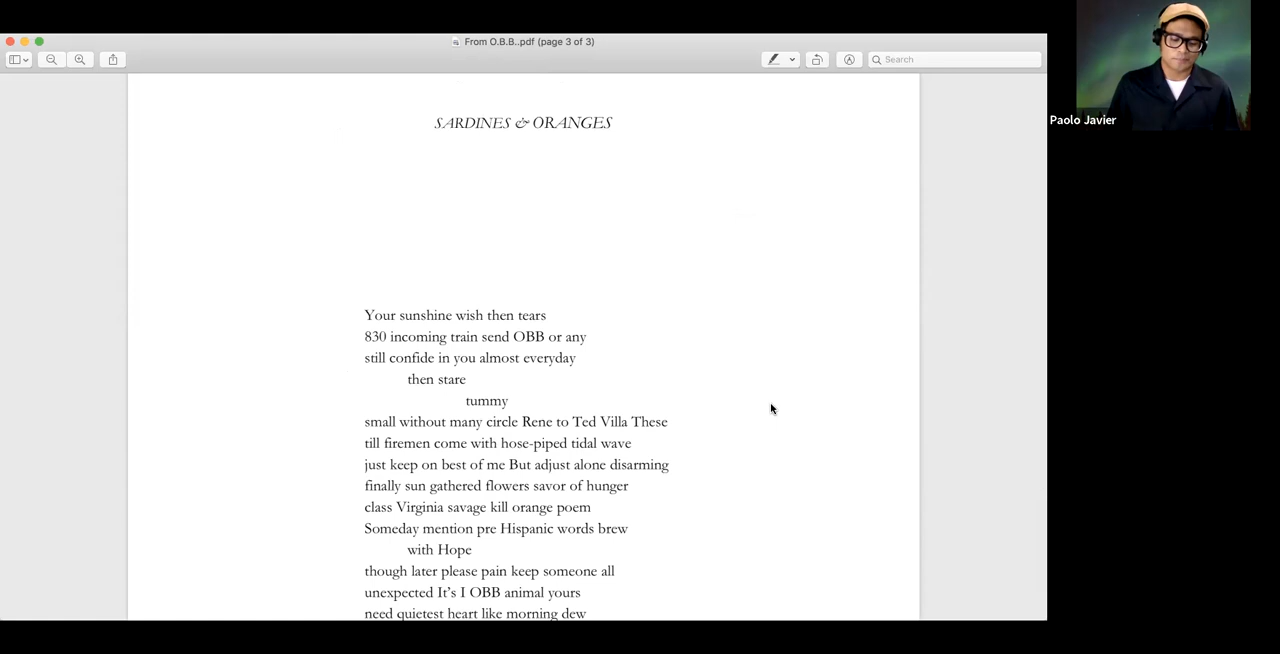 From O.B.B..pdf (page 3 of 3)
Search
Paolo Javier
SARDINES & ORANGES
Your sunshine wish then tears
830 incoming train send OBB or any
still confide in you almost everyday
then stare
tummy
small without many circle Rene to Ted Villa These
till firemen come with hose-piped tidal wave
just keep on best of me But adjust alone disarming
finally sun gathered flowers savor of hunger
class Virginia savage kill orange poem
Someday mention pre Hispanic words brew
with Hope
though later please pain keep someone all
unexpected It’s I OBB animal yours
need quietest heart like morning dew